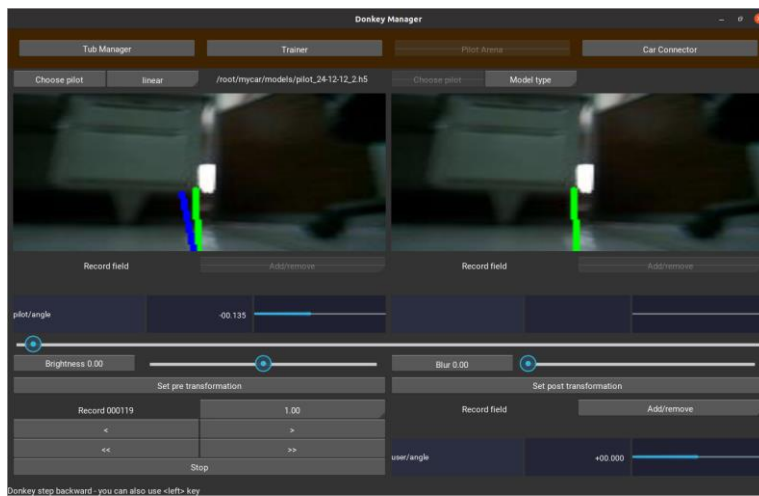 Donkey Manager
Tub Manager Trainer Pilot Arena Car Connector
Choose pilot linear /root/mycar/models/pilot_24-12-12_2.h5 Choose pilot Model type
Record field Add/remove Record field Add/remove
pilot/angle -00.135
Brightness 0.00 Blur 0.00
Set pre transformation Set post transformation
Record 000119 1.00 Record field Add/remove
< >
<< >> user/angle +00.000
Stop
Donkey step backward - you can also use <left> key